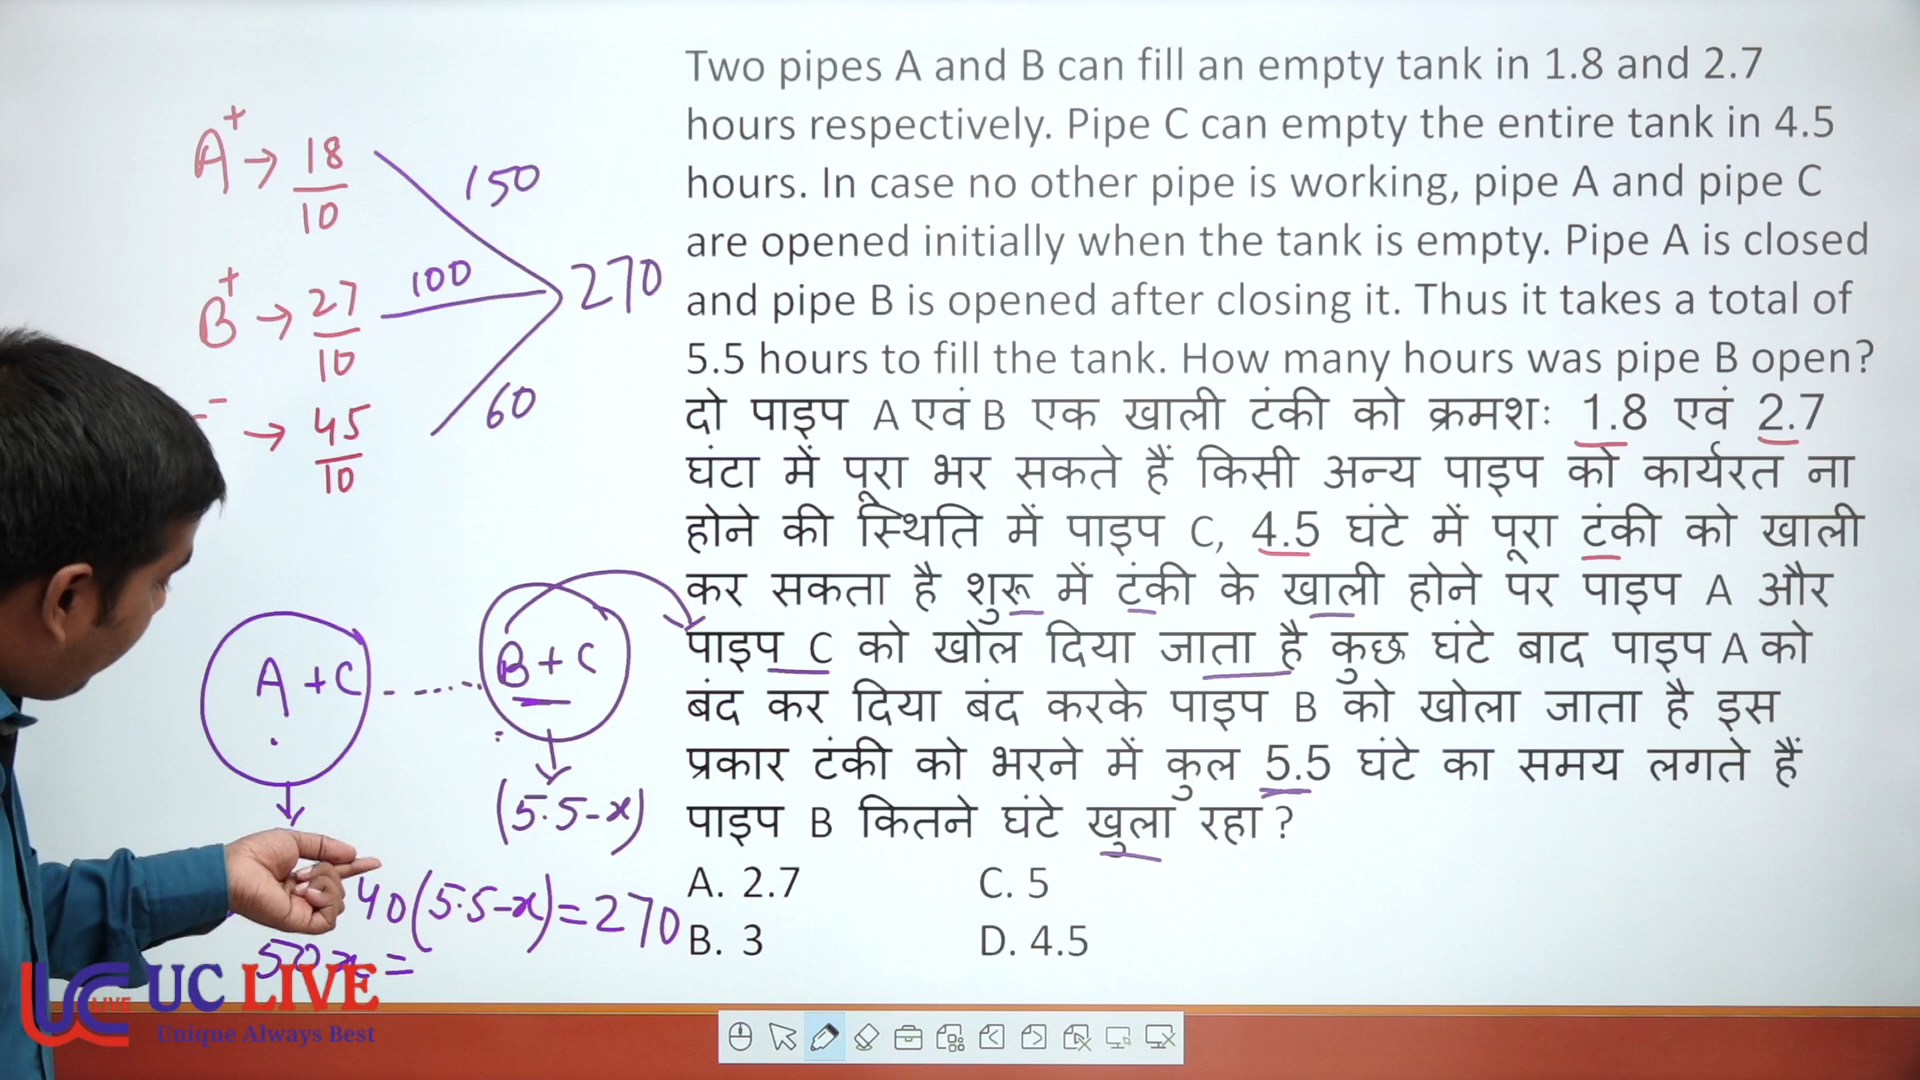 Two pipes A and B can fill an empty tank in 1.8 and 2.7
hours respectively. Pipe C can empty the entire tank in 4.5
hours. In case no other pipe is working, pipe A and pipe C
are opened initially when the tank is empty. Pipe A is closed
and pipe B is opened after closing it. Thus it takes a total of
5.5 hours to fill the tank. How many hours was pipe B open?
दो पाइप A एवं B एक खाली टंकी को क्रमशः 1.8 एवं 2.7
घंटा में पूरा भर सकते हैं किसी अन्य पाइप को कार्यरत ना
होने की स्थिति में पाइप C, 4.5 घंटे में पूरा टंकी को खाली
कर सकता है शुरू में टंकी के खाली होने पर पाइप A और
पाइप C को खोल दिया जाता है कुछ घंटे बाद पाइप A को
बंद कर दिया बंद करके पाइप B को खोला जाता है इस
प्रकार टंकी को भरने में कुल 5.5 घंटे का समय लगते हैं
पाइप B कितने घंटे खुला रहा ?
A. 2.7 C. 5
B. 3 D. 4.5
A+ → 18/10 150
B+ → 27/10 100 270
→ 45/10 60
A + C B + C
(5.5-x)
40(5.5-x)=270
UC LIVE
Unique Always Best